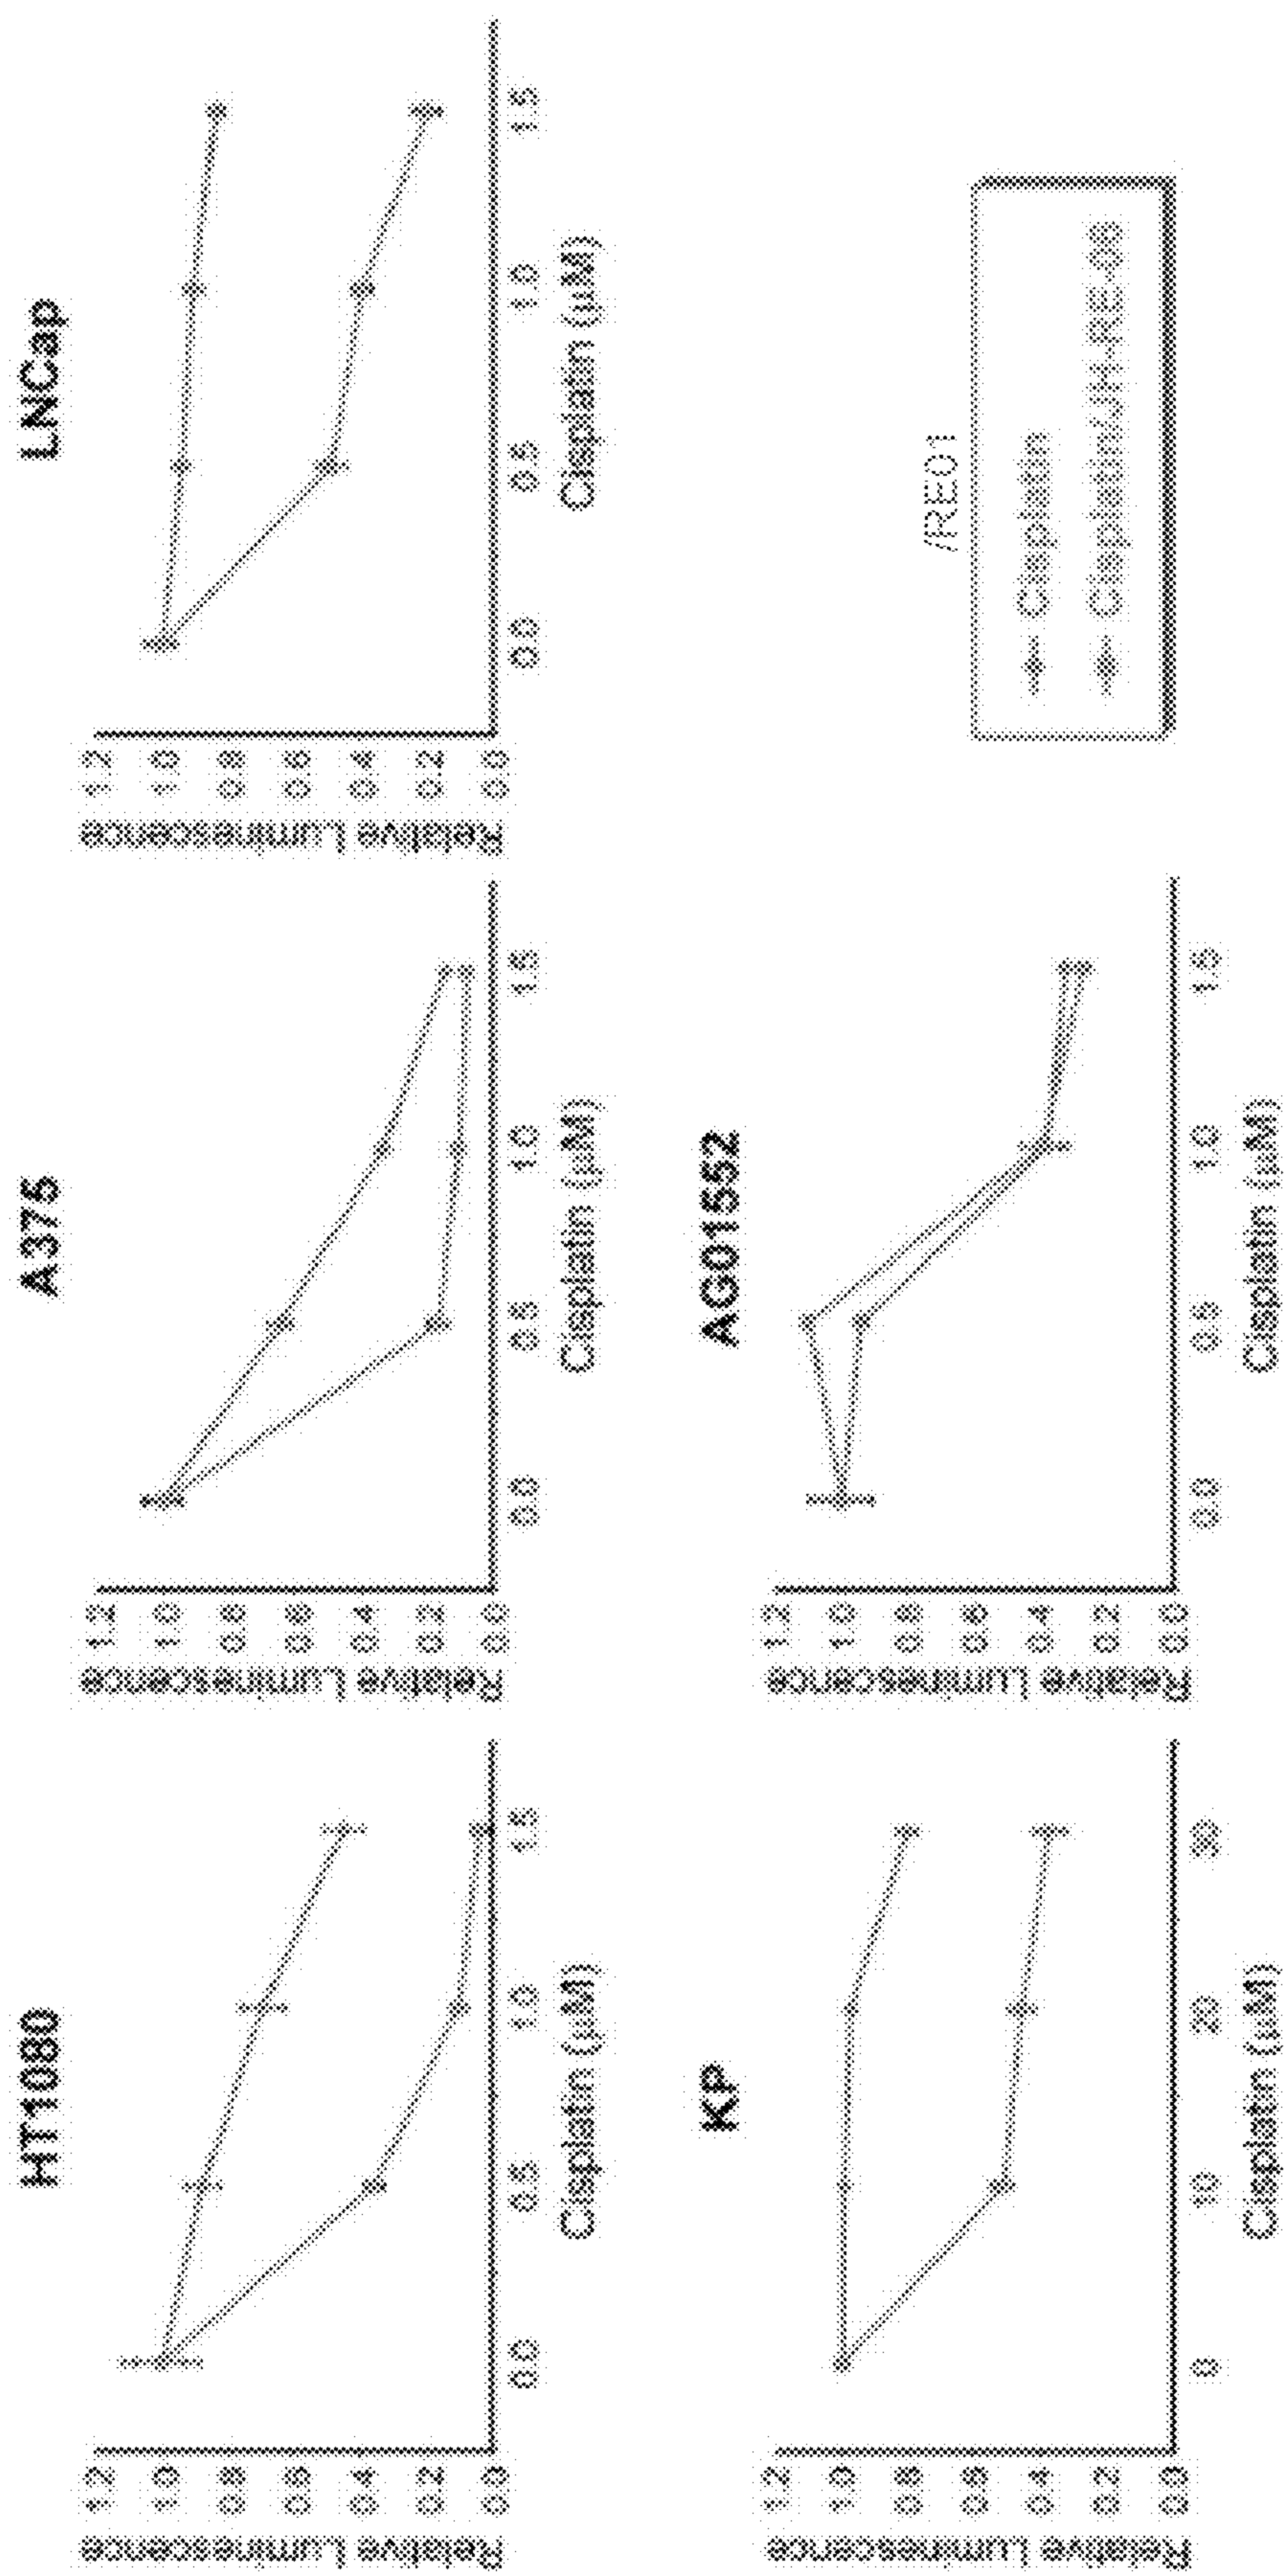 HT1080
Relative Luminescence
1.2
1.0
0.8
0.6
0.4
0.2
0.0
0.0 0.5 1.0 1.5
Cisplatin (µM)
A375
Relative Luminescence
1.2
1.0
0.8
0.6
0.4
0.2
0.0
0.0 0.5 1.0 1.5
Cisplatin (µM)
LNCap
Relative Luminescence
1.2
1.0
0.8
0.6
0.4
0.2
0.0
0.0 0.5 1.0 1.5
Cisplatin (µM)
KP
Relative Luminescence
1.2
1.0
0.8
0.6
0.4
0.2
0.0
0 10 20 30
Cisplatin (µM)
AG01552
Relative Luminescence
1.2
1.0
0.8
0.6
0.4
0.2
0.0
0.0 0.5 1.0 1.5
Cisplatin (µM)
/RE01
Cisplatin
Cisplatin/JH-RE-06